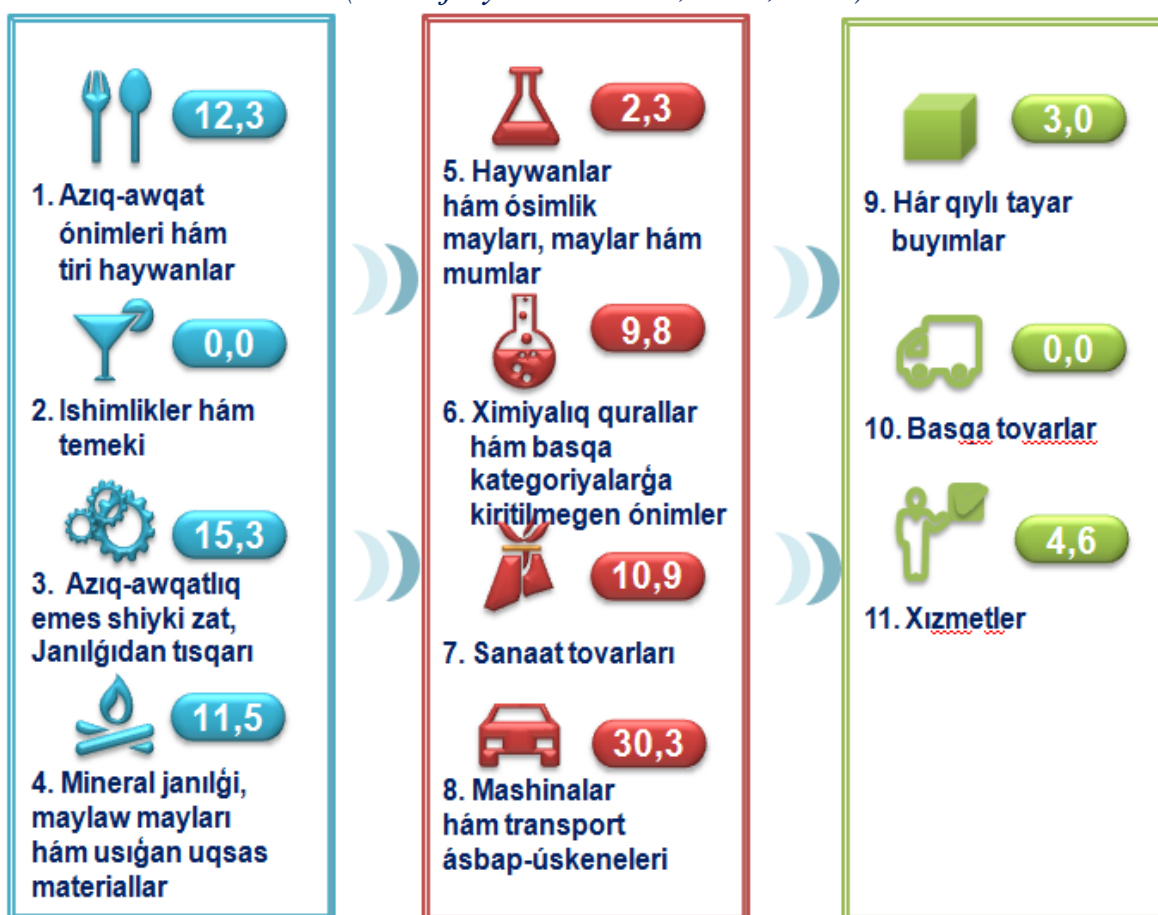 12,3
1. Azıq-awqat
ónimleri hám
tiri haywanlar
0,0
2. Ishimlikler hám
temeki
15,3
3. Azıq-awqatlıq
emes shiyki zat,
Janılǵıdan tısqarı
11,5
4. Mineral janılǵi,
maylaw mayları
hám usıǵan uqsas
materiallar
2,3
5. Haywanlar
hám ósimlik
mayları, maylar hám
mumlar
9,8
6. Ximiyalıq qurallar
hám basqa
kategoriyalarǵa
kiritilmegen ónimler
10,9
7. Sanaat tovarları
30,3
8. Mashinalar
hám transport
ásbap-úskeneleri
3,0
9. Hár qıylı tayar
buyımlar
0,0
10. Basqa tovarlar
4,6
11. Xızmetler